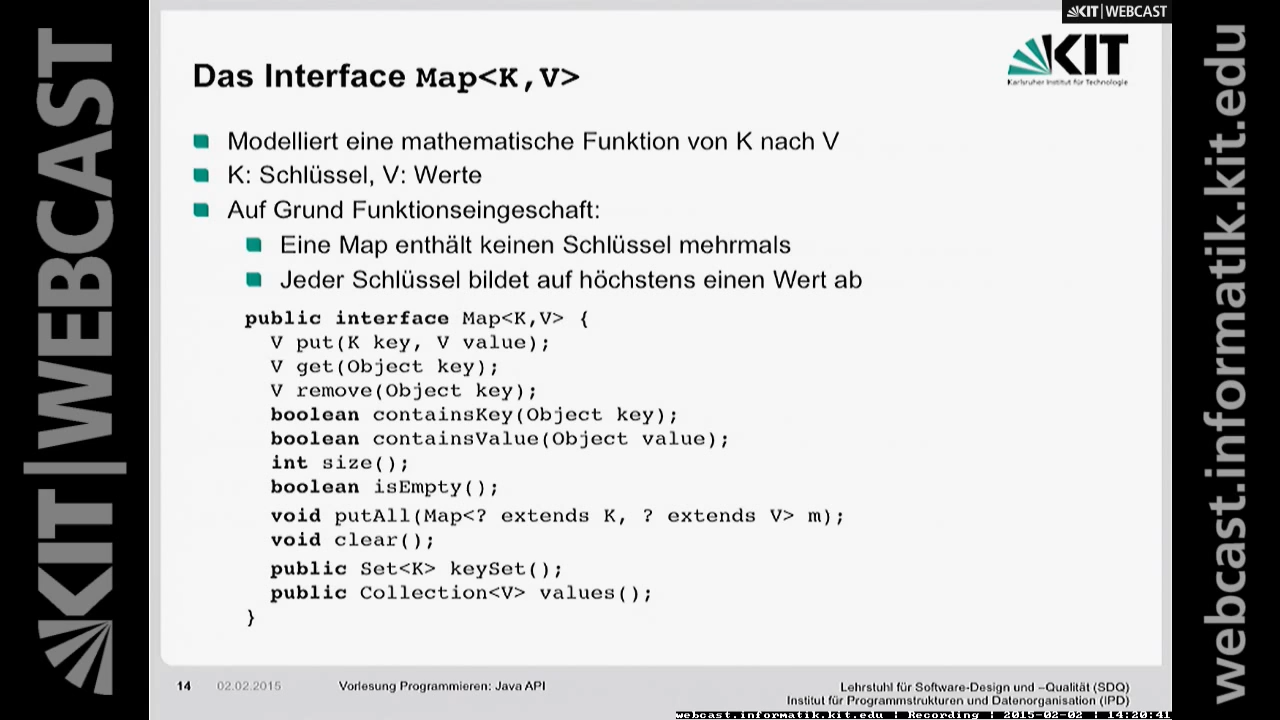 KIT|WEBCAST
KIT|WEBCAST
webcast.informatik.kit.edu
KIT
Karlsruher Institut für Technologie
Das Interface Map<K,V>
Modelliert eine mathematische Funktion von K nach V
K: Schlüssel, V: Werte
Auf Grund Funktionseingeschaft:
Eine Map enthält keinen Schlüssel mehrmals
Jeder Schlüssel bildet auf höchstens einen Wert ab
public interface Map<K,V> {
V put(K key, V value);
V get(Object key);
V remove(Object key);
boolean containsKey(Object key);
boolean containsValue(Object value);
int size();
boolean isEmpty();
void putAll(Map<? extends K, ? extends V> m);
void clear();
public Set<K> keySet();
public Collection<V> values();
}
14 02.02.2015 Vorlesung Programmieren: Java API
Lehrstuhl für Software-Design und –Qualität (SDQ)
Institut für Programmstrukturen und Datenorganisation (IPD)
webcast.informatik.kit.edu | Recording | 2015-02-02 | 14:20:41